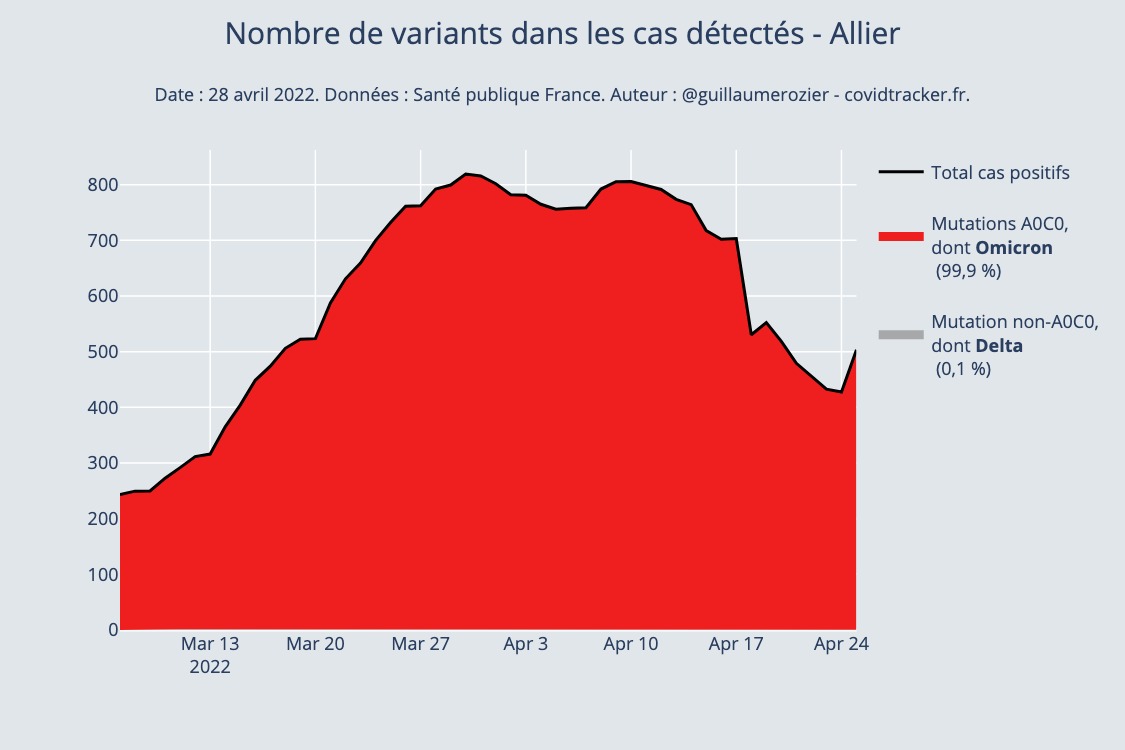 Nombre de variants dans les cas détectés - Allier
Date : 28 avril 2022. Données : Santé publique France. Auteur : @guillaumerozier - covidtracker.fr.
800
700
600
500
400
300
200
100
0
Mar 13
2022
Mar 20
Mar 27
Apr 3
Apr 10
Apr 17
Apr 24
Total cas positifs
Mutations A0C0,
dont Omicron
(99,9 %)
Mutation non-A0C0,
dont Delta
(0,1 %)